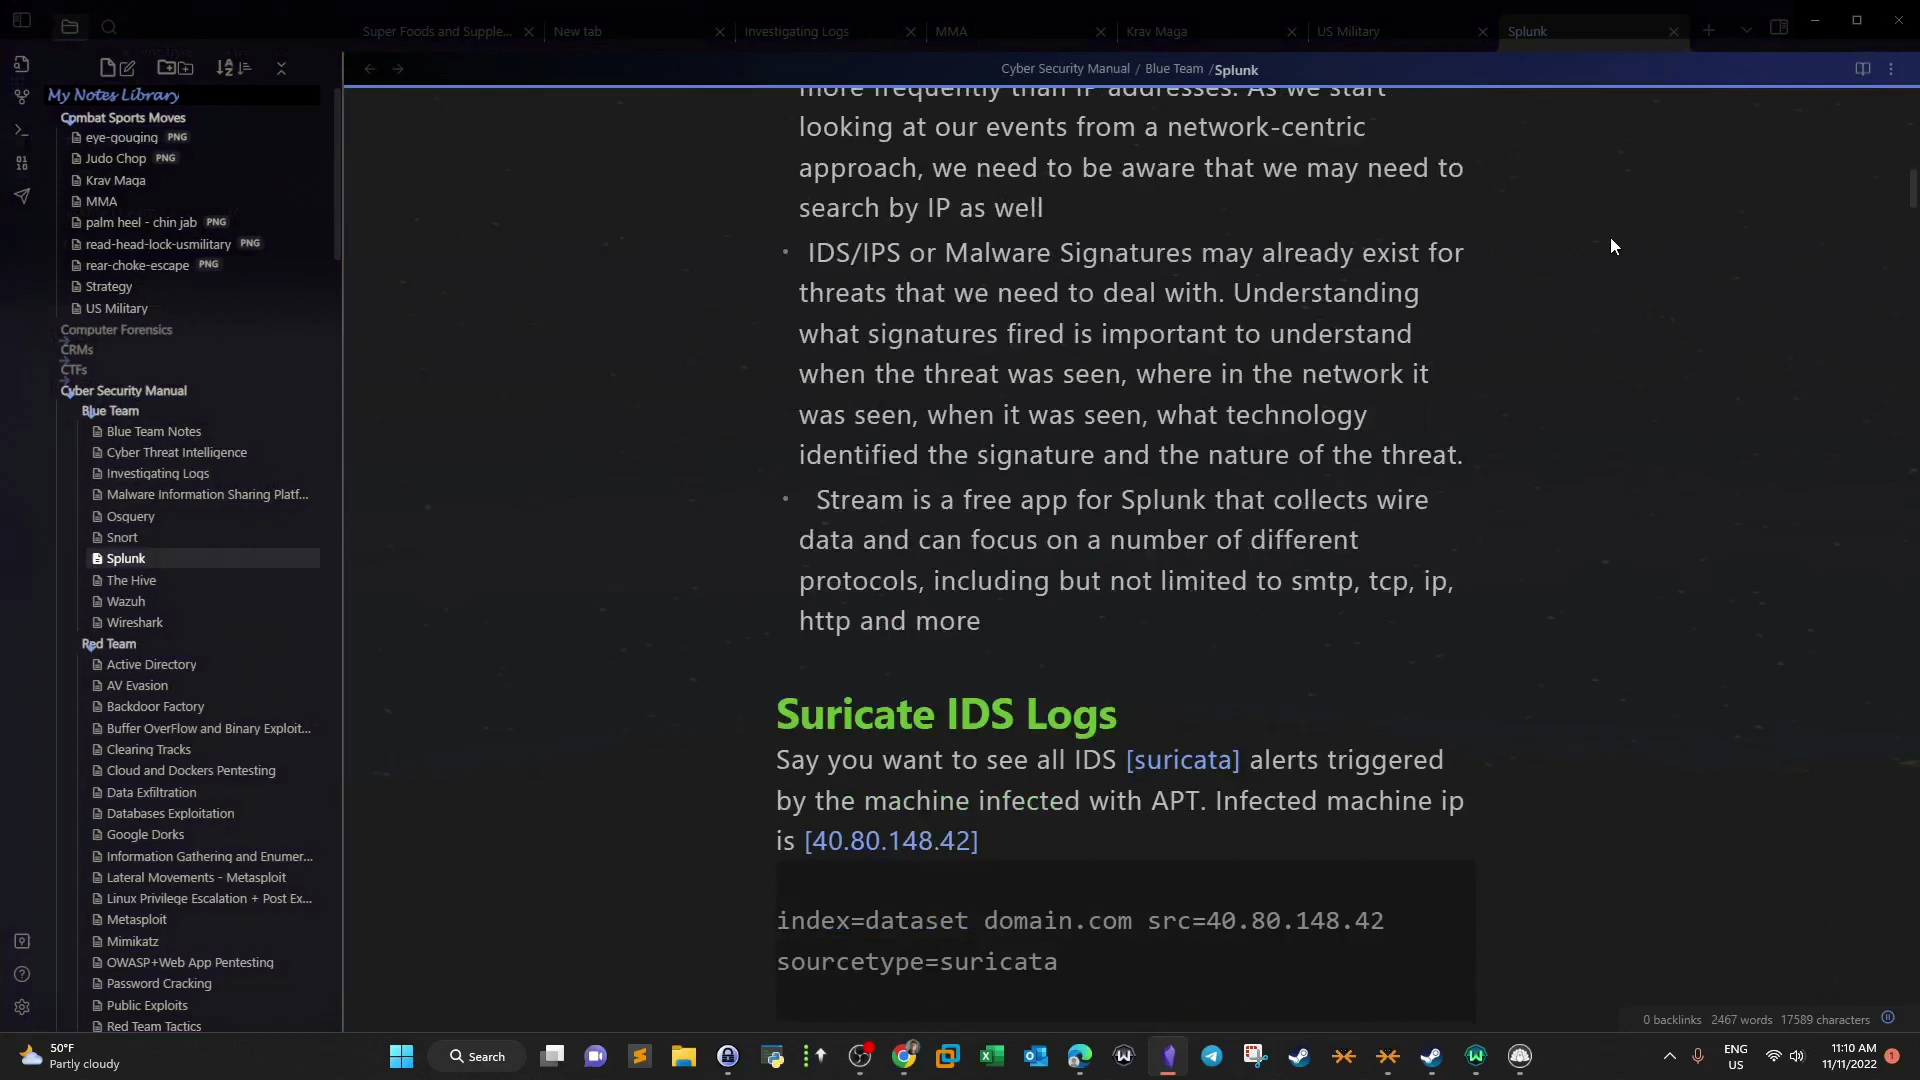 Super Foods and Supple...
New tab
Investigating Logs
MMA
Krav Maga
US Military
Splunk
Cyber Security Manual / Blue Team / Splunk
My Notes Library
Combat Sports Moves
eye-gouging PNG
Judo Chop PNG
Krav Maga
MMA
palm heel - chin jab PNG
read-head-lock-usmilitary PNG
rear-choke-escape PNG
Strategy
US Military
Computer Forensics
CRMs
CTFs
Cyber Security Manual
Blue Team
Blue Team Notes
Cyber Threat Intelligence
Investigating Logs
Malware Information Sharing Platf...
Osquery
Snort
Splunk
The Hive
Wazuh
Wireshark
Red Team
Active Directory
AV Evasion
Backdoor Factory
Buffer OverFlow and Binary Exploit...
Clearing Tracks
Cloud and Dockers Pentesting
Data Exfiltration
Databases Exploitation
Google Dorks
Information Gathering and Enumer...
Lateral Movements - Metasploit
Linux Privilege Escalation + Post Ex...
Metasploit
Mimikatz
OWASP+Web App Pentesting
Password Cracking
Public Exploits
Red Team Tactics
more frequently than IP addresses. As we start
looking at our events from a network-centric
approach, we need to be aware that we may need to
search by IP as well
• IDS/IPS or Malware Signatures may already exist for
threats that we need to deal with. Understanding
what signatures fired is important to understand
when the threat was seen, where in the network it
was seen, when it was seen, what technology
identified the signature and the nature of the threat.
• Stream is a free app for Splunk that collects wire
data and can focus on a number of different
protocols, including but not limited to smtp, tcp, ip,
http and more
Suricate IDS Logs
Say you want to see all IDS [suricata] alerts triggered
by the machine infected with APT. Infected machine ip
is [40.80.148.42]
index=dataset domain.com src=40.80.148.42
sourcetype=suricata
0 backlinks 2467 words 17589 characters
50°F
Partly cloudy
Search
ENG
US
11:10 AM
11/11/2022
1